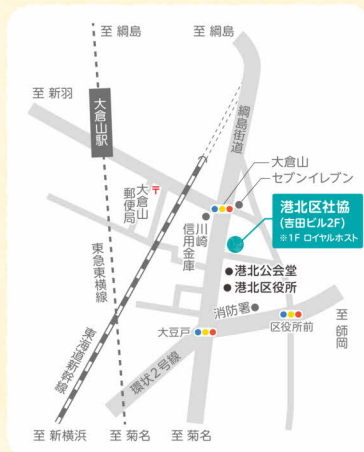 至 綱島
至 綱島
至 新羽
大倉山駅
綱島街道
大倉山
セブンイレブン
大倉山
郵便局
〒
川崎
信用金庫
港北区社協
(吉田ビル2F)
※1F ロイヤルホスト
港北公会堂
港北区役所
東急東横線
消防署
東海道新幹線
大豆戸
区役所前
至 師岡
環状2号線
至 新横浜
至 菊名
至 菊名